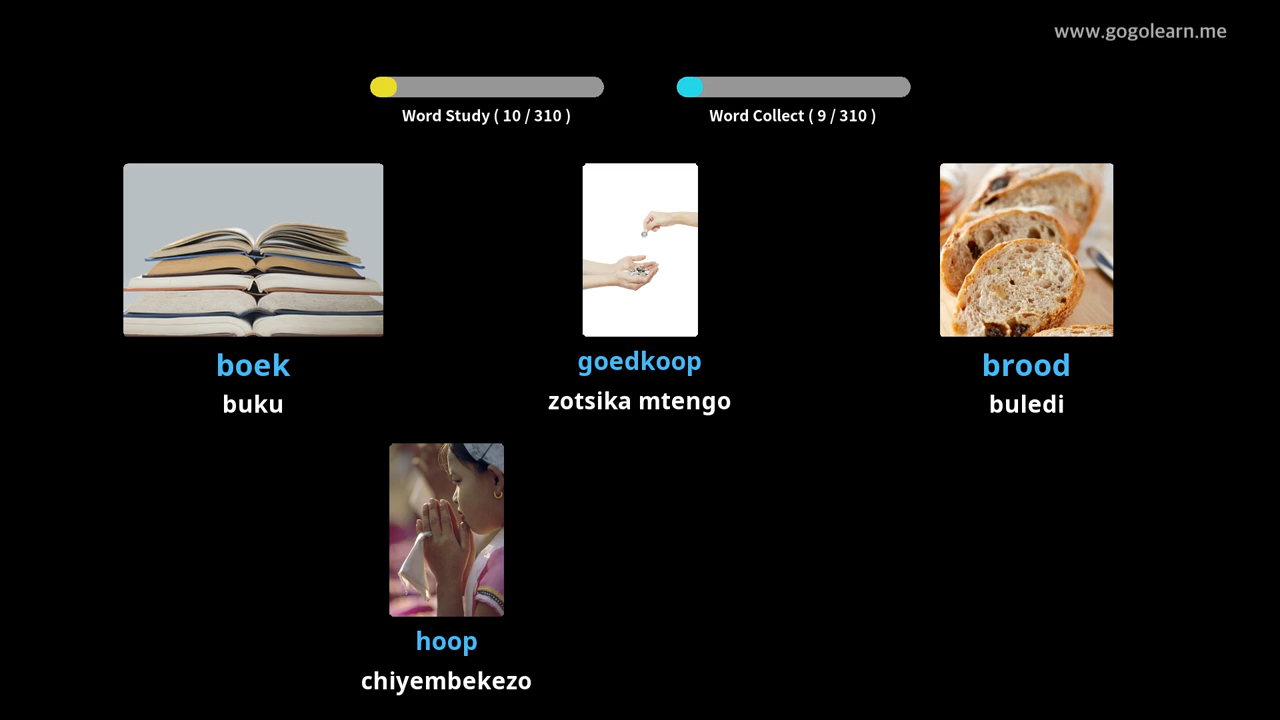 www.gogolearn.me
Word Study ( 10 / 310 )
Word Collect ( 9 / 310 )
boek
buku
goedkoop
zotsika mtengo
brood
buledi
hoop
chiyembekezo